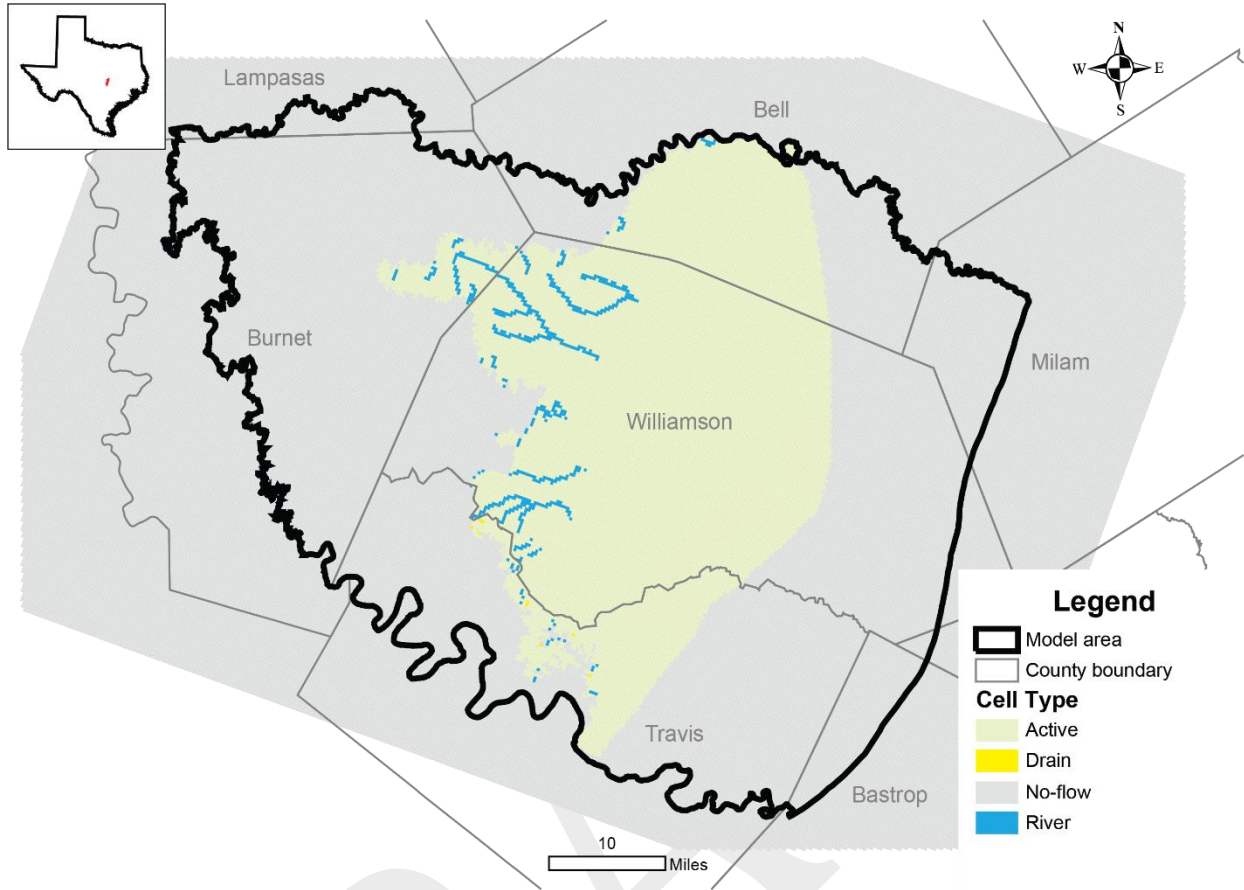 Lampasas
Bell
N
W E
S
Burnet
Milam
Williamson
Travis
Bastrop
10
Miles
Legend
Model area
County boundary
Cell Type
Active
Drain
No-flow
River